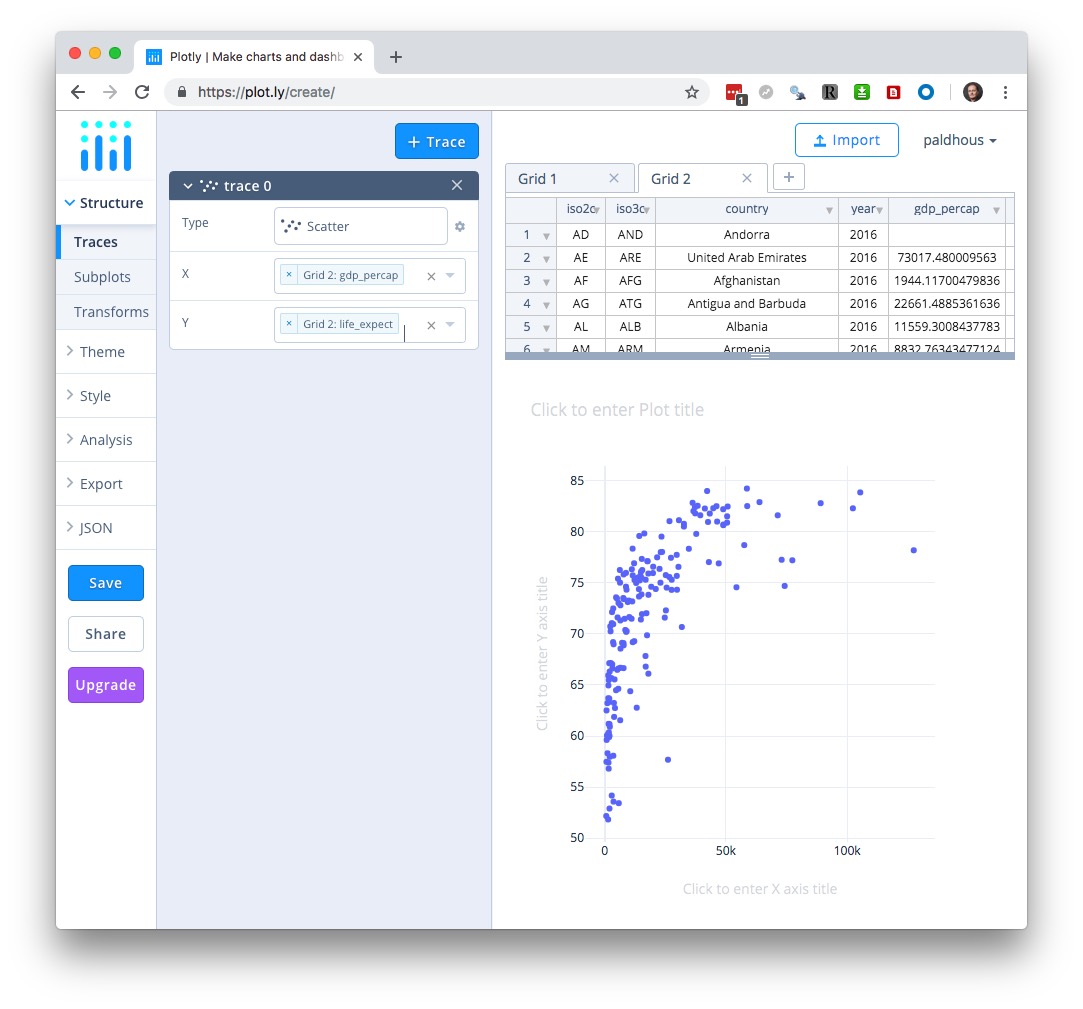 Plotly | Make charts and dashb
https://plot.ly/create/
1
R
+ Trace
Import
paldhous
Structure
Traces
Subplots
Transforms
Theme
Style
Analysis
Export
JSON
Save
Share
Upgrade
trace 0
Type
Scatter
X
Grid 2: gdp_percap
Y
Grid 2: life_expect
Grid 1
Grid 2
+
iso2c iso3c country year gdp_percap
1 AD AND Andorra 2016
2 AE ARE United Arab Emirates 2016 73017.480009563
3 AF AFG Afghanistan 2016 1944.11700479836
4 AG ATG Antigua and Barbuda 2016 22661.4885361636
5 AL ALB Albania 2016 11559.3008437783
6 AM ARM Armenia 2016 8832.76343477124
Click to enter Plot title
Click to enter Y axis title
85
80
75
70
65
60
55
50
0 50k 100k
Click to enter X axis title